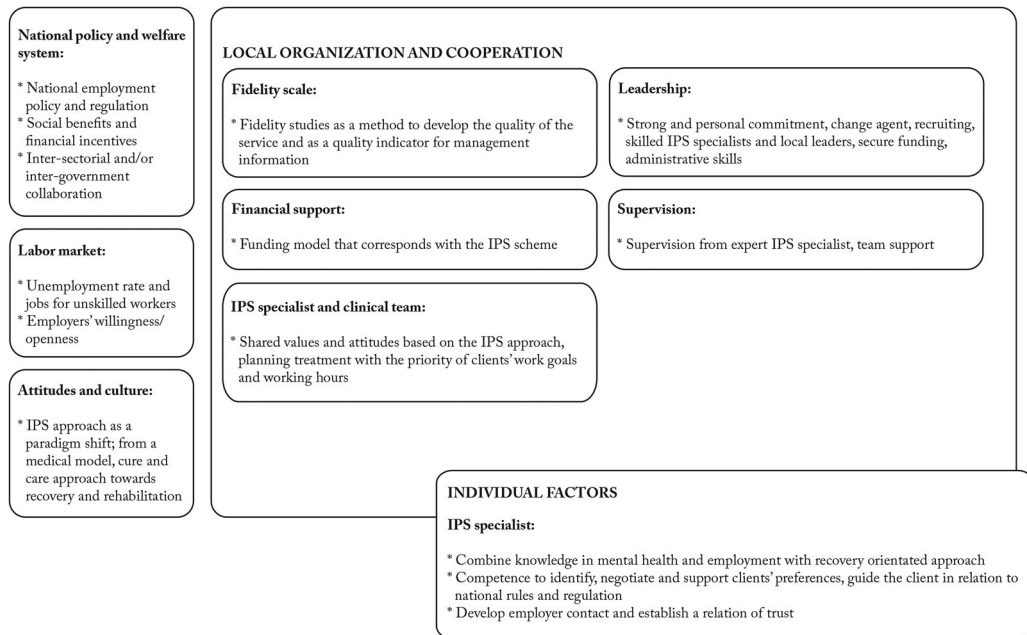 National policy and welfare
system:
* National employment
policy and regulation
* Social benefits and
financial incentives
* Inter-sectorial and/or
inter-government
collaboration
Labor market:
* Unemployment rate and
jobs for unskilled workers
* Employers' willingness/
openness
Attitudes and culture:
* IPS approach as a
paradigm shift; from a
medical model, cure and
care approach towards
recovery and rehabilitation
LOCAL ORGANIZATION AND COOPERATION
Fidelity scale:
* Fidelity studies as a method to develop the quality of the
service and as a quality indicator for management
information
Leadership:
* Strong and personal commitment, change agent, recruiting,
skilled IPS specialists and local leaders, secure funding,
administrative skills
Financial support:
* Funding model that corresponds with the IPS scheme
Supervision:
* Supervision from expert IPS specialist, team support
IPS specialist and clinical team:
* Shared values and attitudes based on the IPS approach,
planning treatment with the priority of clients' work goals
and working hours
INDIVIDUAL FACTORS
IPS specialist:
* Combine knowledge in mental health and employment with recovery orientated approach
* Competence to identify, negotiate and support clients' preferences, guide the client in relation to
national rules and regulation
* Develop employer contact and establish a relation of trust